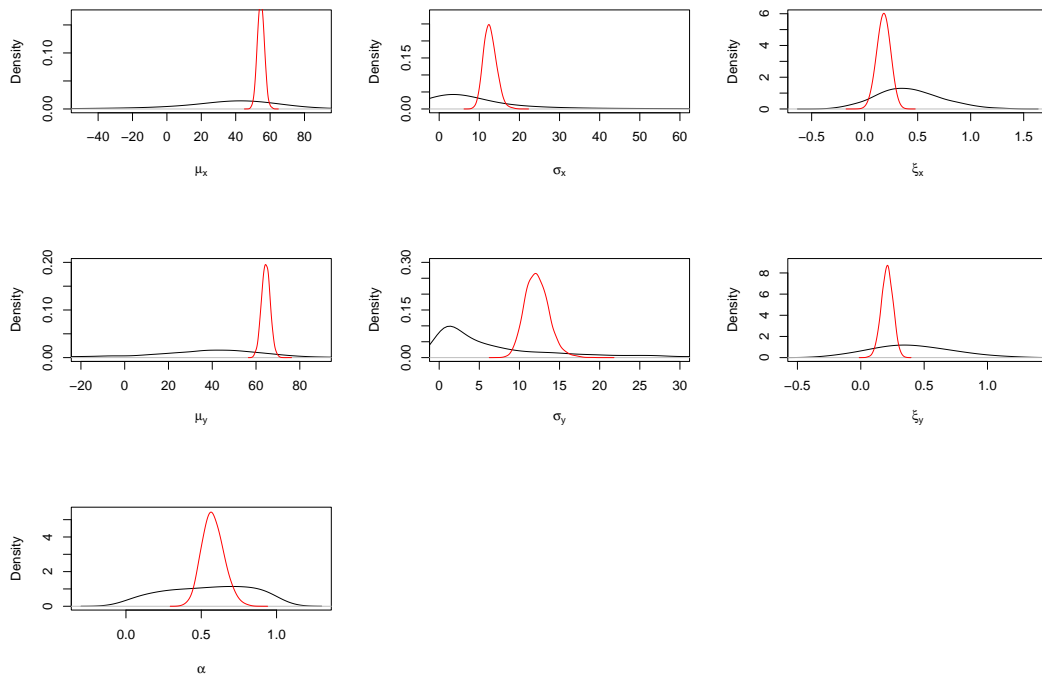 Density
0.00 0.10
−40 −20 0 20 40 60 80
μx
Density
0.00 0.15
0 10 20 30 40 50 60
σx
Density
0 2 4 6
−0.5 0.0 0.5 1.0 1.5
ξx
Density
0.00 0.10 0.20
−20 0 20 40 60 80
μy
Density
0.00 0.15 0.30
0 5 10 15 20 25 30
σy
Density
0 2 4 6 8
−0.5 0.0 0.5 1.0
ξy
Density
0 2 4
0.0 0.5 1.0
α